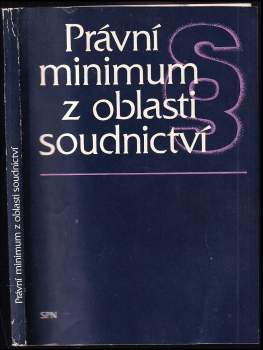 Právní
minimum
z oblasti
soudnictví
§
SPN
Právní minimum z oblasti soudnictví